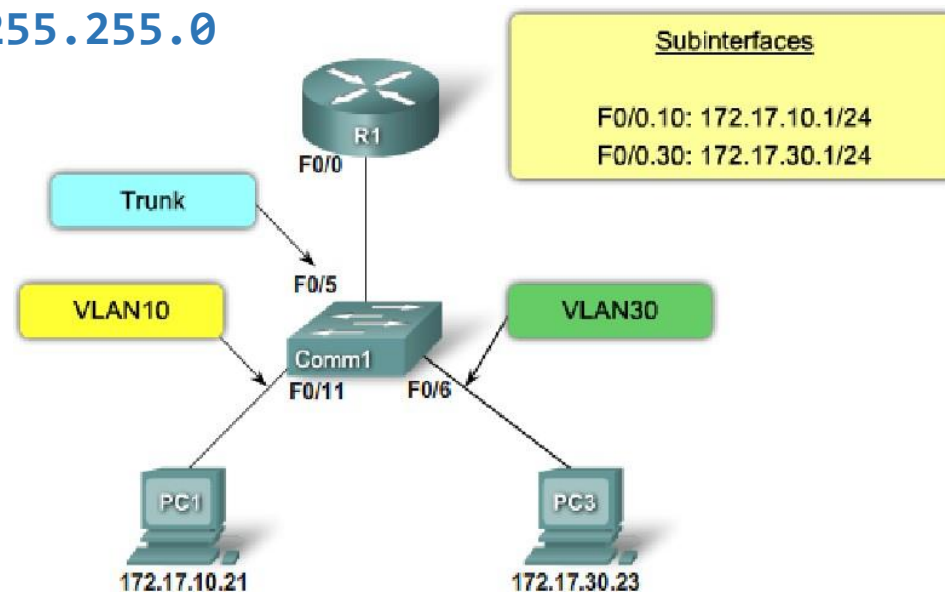 255.255.0
Subinterfaces
F0/0.10: 172.17.10.1/24
F0/0.30: 172.17.30.1/24
R1
F0/0
Trunk
F0/5
VLAN10
VLAN30
Comm1
F0/11
F0/6
PC1
PC3
172.17.10.21
172.17.30.23